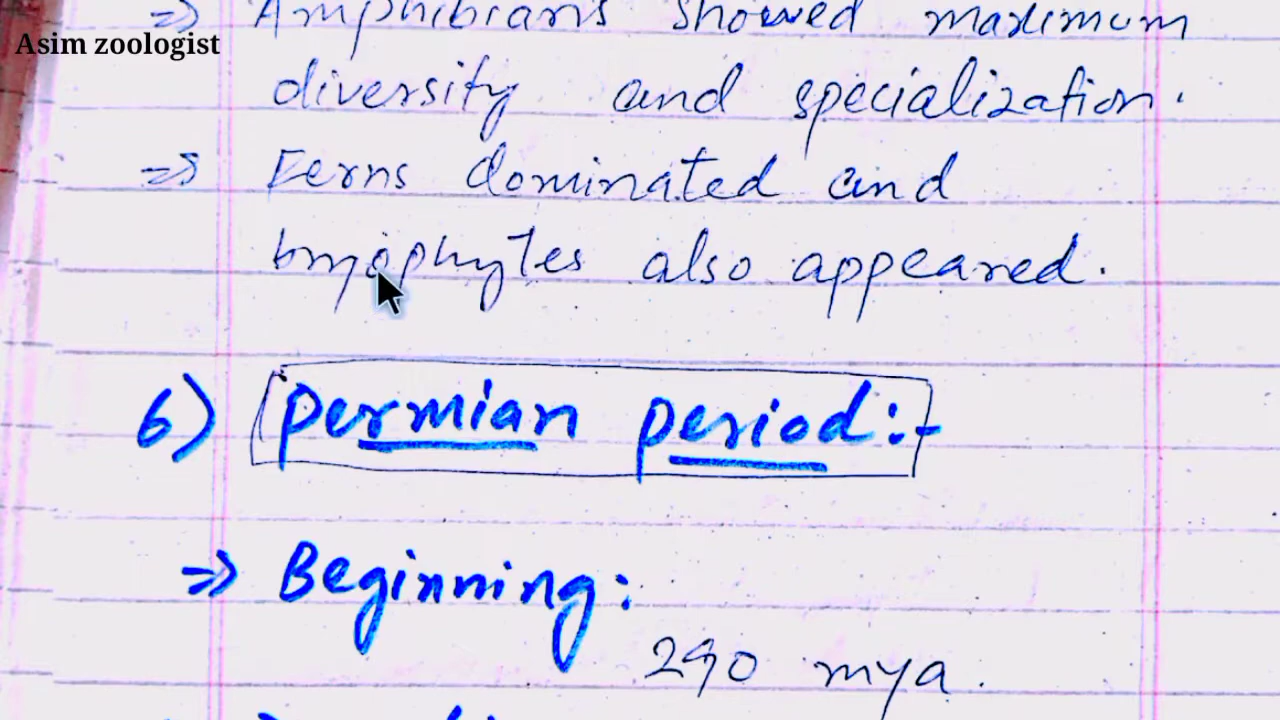 => Amphibians showed maximum
Asim zoologist
diversity and specialization.
=> Ferns dominated and
bryophytes also appeared.
6) Permian period:-
=> Beginning:
290 mya.